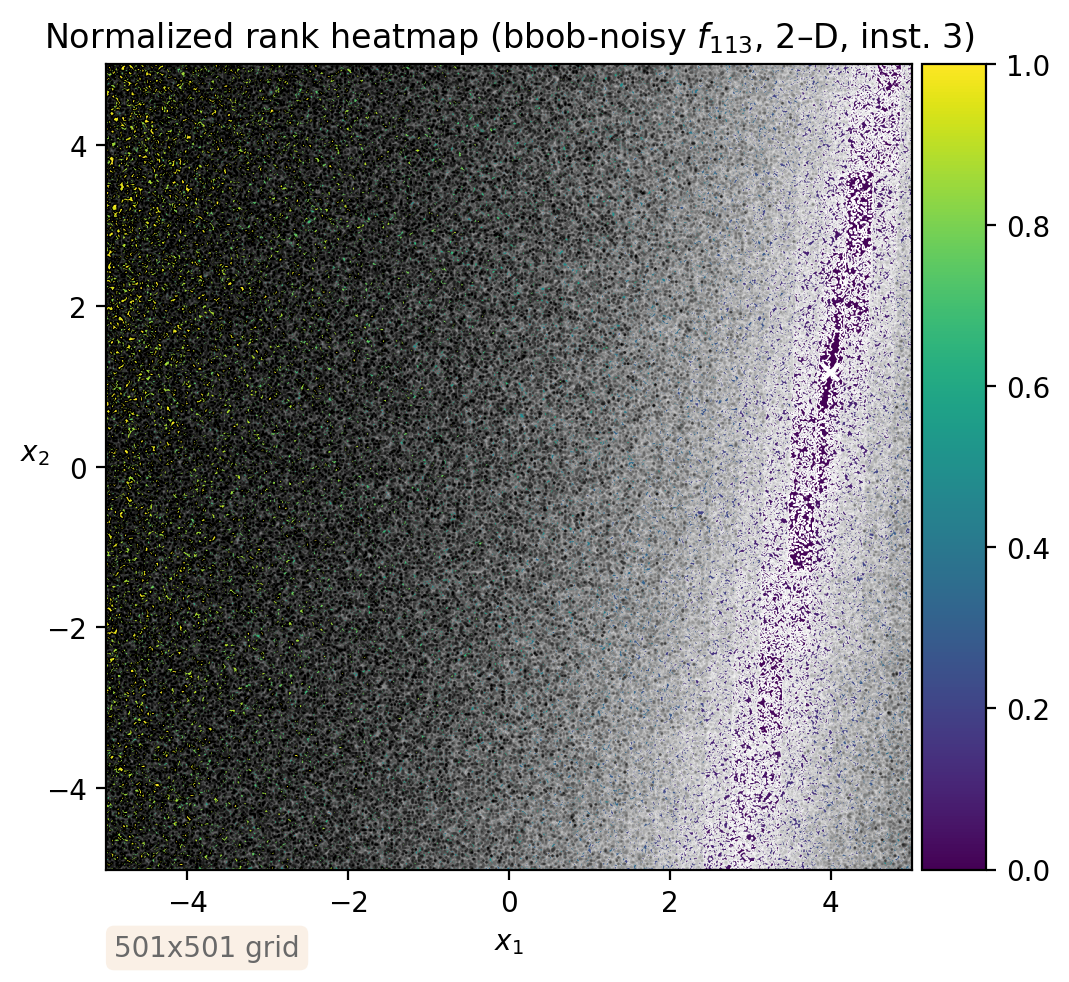 Normalized rank heatmap (bbob-noisy f₁₁₃, 2–D, inst. 3)
1.0
0.8
0.6
0.4
0.2
0.0
4
2
0
−2
−4
x₂
−4 −2 0 2 4
x₁
501x501 grid